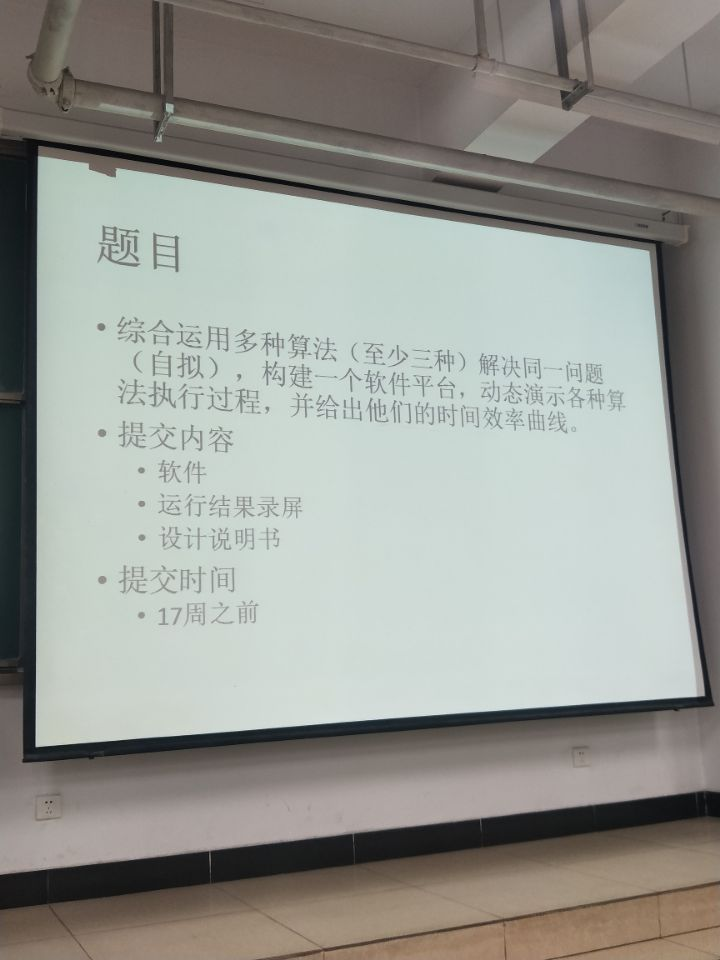 题目
• 综合运用多种算法（至少三种）解决同一问题
（自拟），构建一个软件平台，动态演示各种算
法执行过程，并给出他们的时间效率曲线。
• 提交内容
• 软件
• 运行结果录屏
• 设计说明书
• 提交时间
• 17周之前